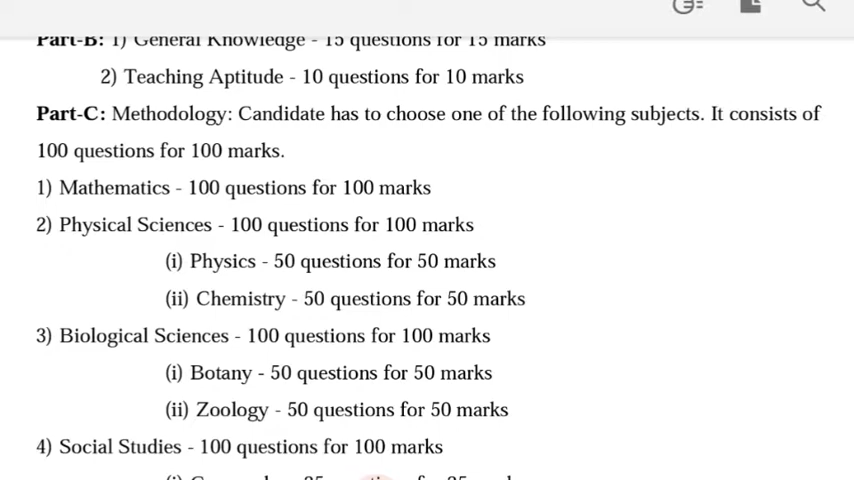 Part-B: 1) General Knowledge - 15 questions for 15 marks
2) Teaching Aptitude - 10 questions for 10 marks
Part-C: Methodology: Candidate has to choose one of the following subjects. It consists of
100 questions for 100 marks.
1) Mathematics - 100 questions for 100 marks
2) Physical Sciences - 100 questions for 100 marks
(i) Physics - 50 questions for 50 marks
(ii) Chemistry - 50 questions for 50 marks
3) Biological Sciences - 100 questions for 100 marks
(i) Botany - 50 questions for 50 marks
(ii) Zoology - 50 questions for 50 marks
4) Social Studies - 100 questions for 100 marks